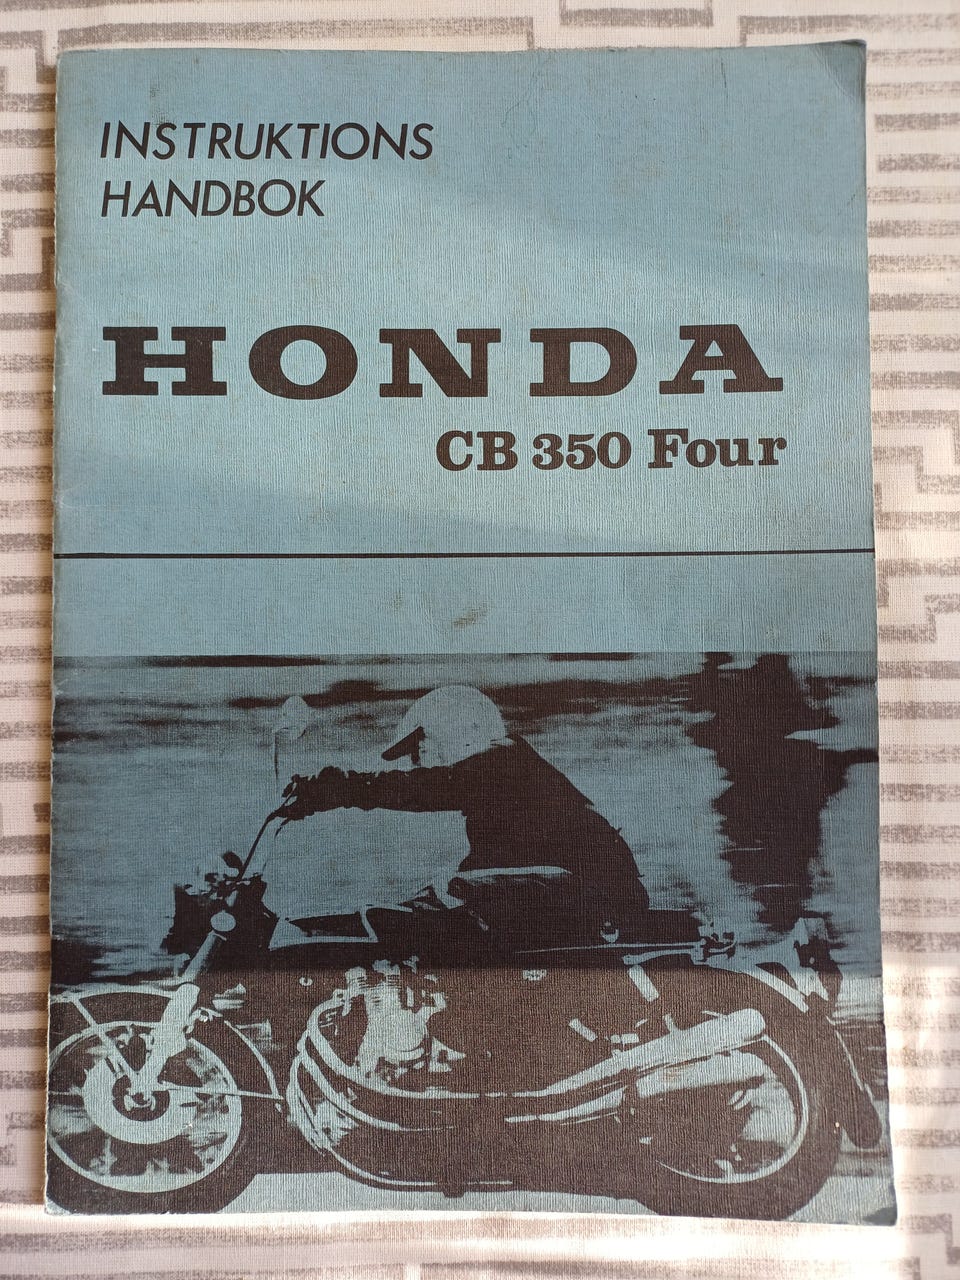 INSTRUKTIONS
HANDBOK
HONDA
CB 350 Four